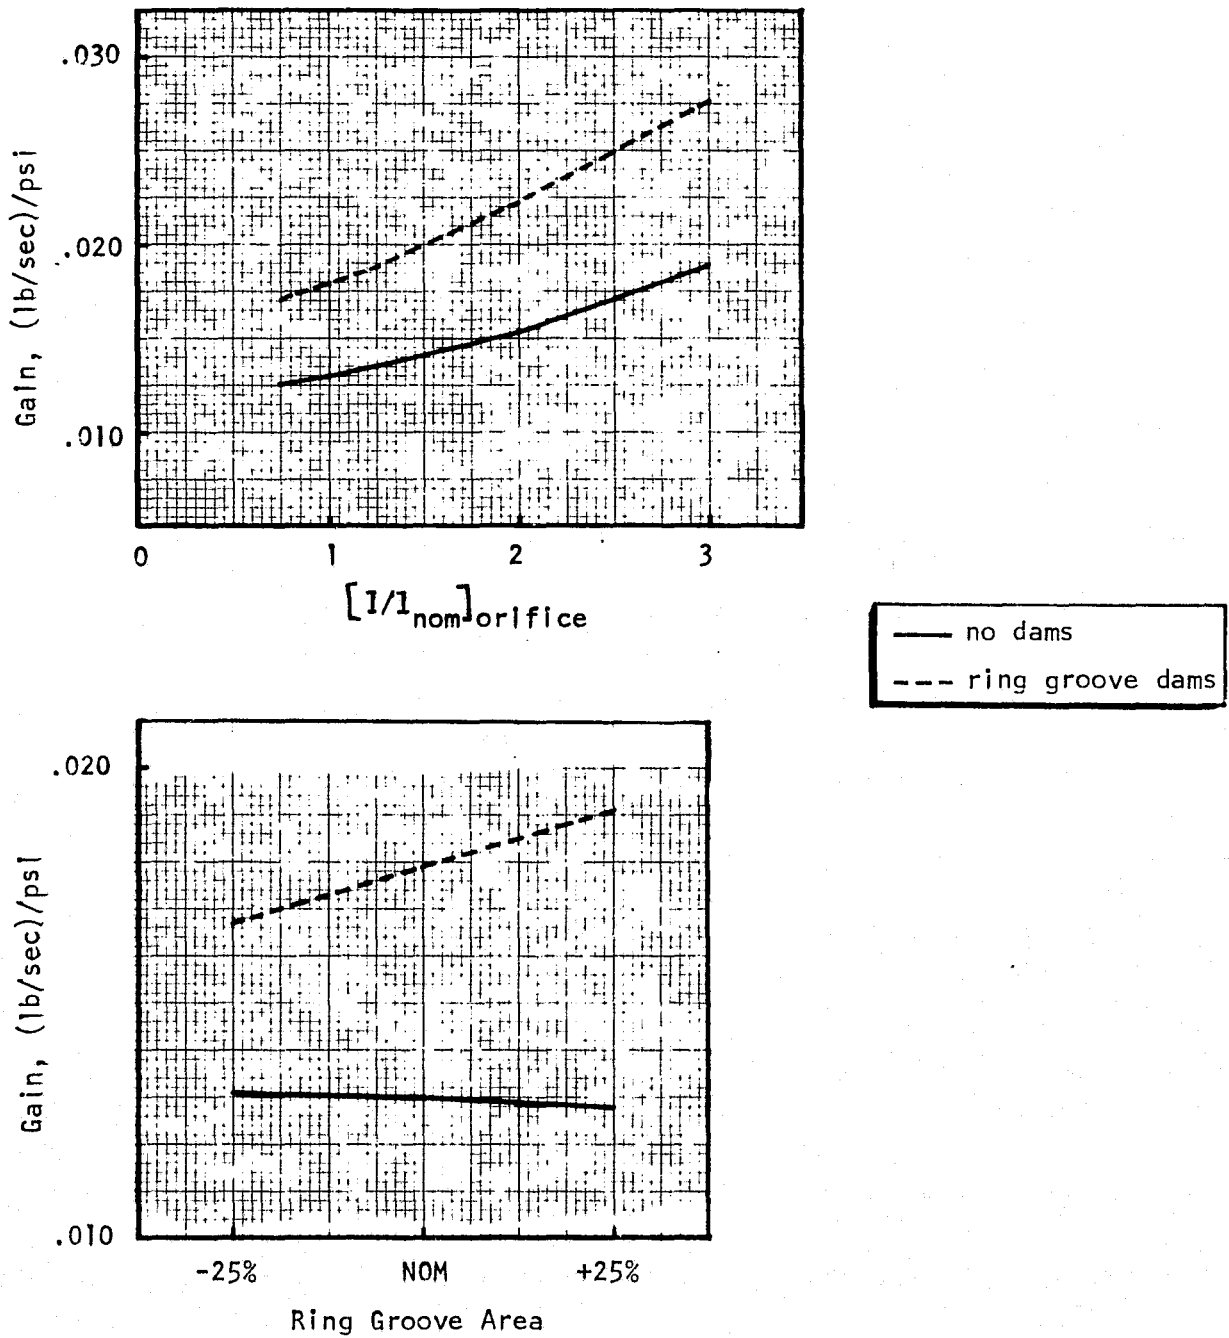 .030
.020
.010
Gain, (lb/sec)/psi
0 1 2 3
[I/I nom] orifice
no dams
ring groove dams
.020
.010
Gain, (lb/sec)/psi
-25% NOM +25%
Ring Groove Area